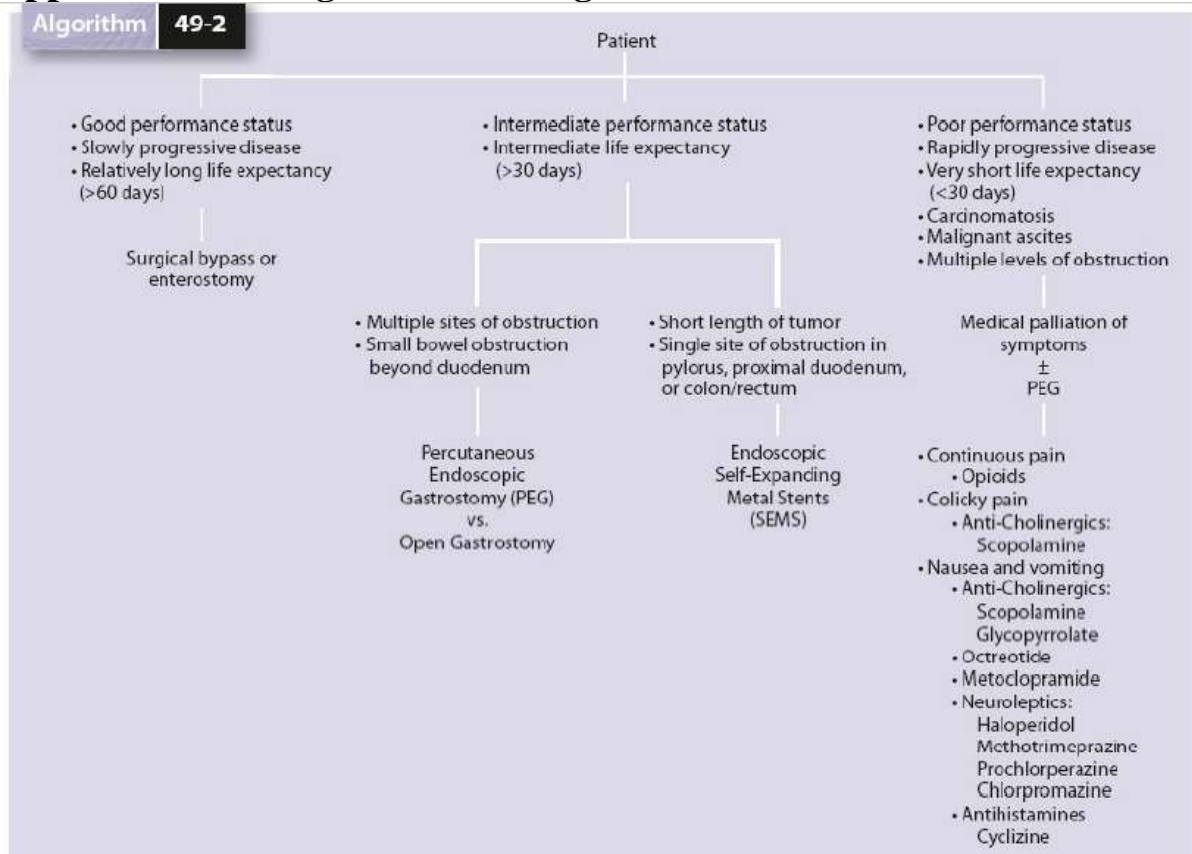 Algorithm 49-2
Patient
• Good performance status
• Slowly progressive disease
• Relatively long life expectancy
(>60 days)
Surgical bypass or
enterostomy
• Intermediate performance status
• Intermediate life expectancy
(>30 days)
• Multiple sites of obstruction
• Small bowel obstruction
beyond duodenum
Percutaneous
Endoscopic
Gastrostomy (PEG)
vs.
Open Gastrostomy
• Short length of tumor
• Single site of obstruction in
pylorus, proximal duodenum,
or colon/rectum
Endoscopic
Self-Expanding
Metal Stents
(SEMS)
• Poor performance status
• Rapidly progressive disease
• Very short life expectancy
(<30 days)
• Carcinomatosis
• Malignant ascites
• Multiple levels of obstruction
Medical palliation of
symptoms
±
PEG
• Continuous pain
• Opioids
• Colicky pain
• Anti-Cholinergics:
Scopolamine
• Nausea and vomiting
• Anti-Cholinergics:
Scopolamine
Glycopyrrolate
• Octreotide
• Metoclopramide
• Neuroleptics:
Haloperidol
Methotrimeprazine
Prochlorperazine
Chlorpromazine
• Antihistamines
Cyclizine